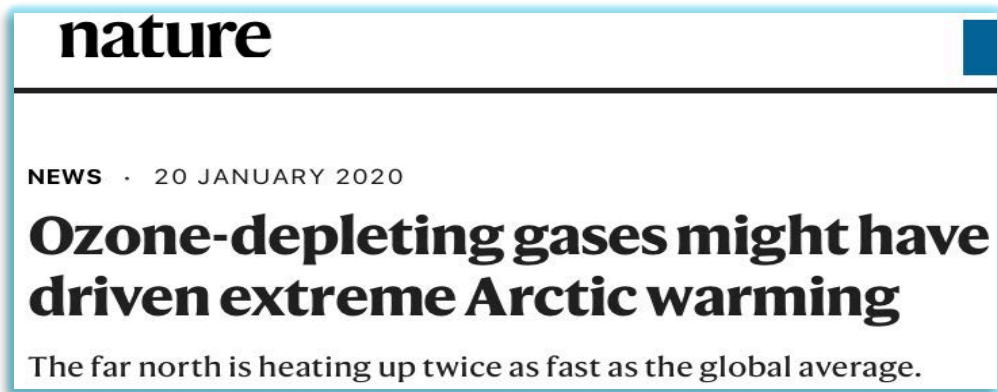 nature
NEWS · 20 JANUARY 2020
Ozone-depleting gases might have
driven extreme Arctic warming
The far north is heating up twice as fast as the global average.